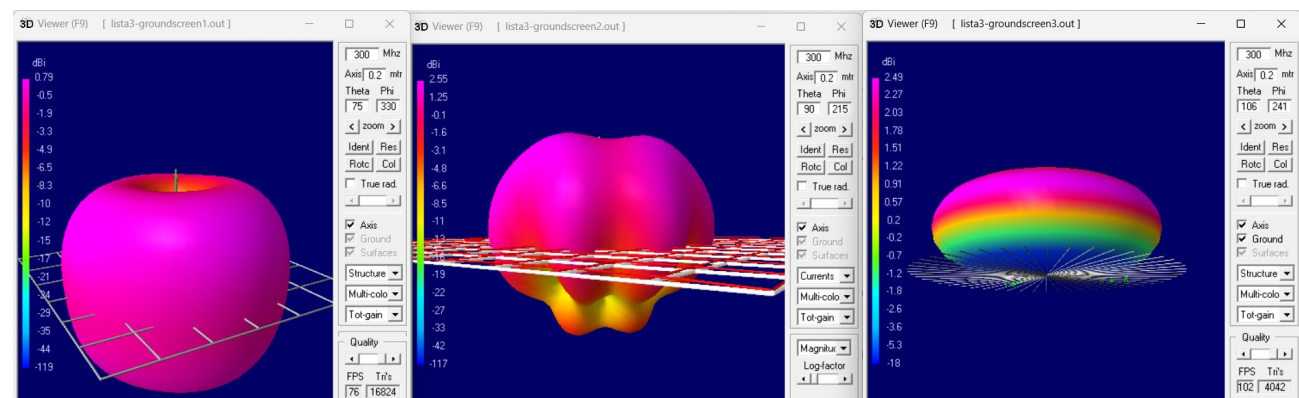 3D Viewer (F9) [ lista3-groundscreen1.out ]
dBi
0.79
-0.5
-1.9
-3.3
-4.9
-6.5
-8.3
-10
-12
-15
-17
-21
-24
-29
-35
-44
-119
300 Mhz
Axis 0.2 mtr
Theta Phi
75 330
< zoom >
Ident Res
Rotc Col
True rad.
Axis
Ground
Surfaces
Structure
Multi-colo
Tot-gain
Quality
FPS Tri's
76 16824
3D Viewer (F9) [ lista3-groundscreen2.out ]
dBi
2.55
1.25
-0.1
-1.6
-3.1
-4.8
-6.6
-8.5
-11
-13
-19
-22
-27
-33
-42
-117
300 Mhz
Axis 0.2 mtr
Theta Phi
90 215
< zoom >
Ident Res
Rotc Col
True rad.
Axis
Ground
Surfaces
Currents
Multi-colo
Tot-gain
Magnituc
Log-factor
3D Viewer (F9) [ lista3-groundscreen3.out ]
dBi
2.49
2.27
2.03
1.78
1.51
1.22
0.91
0.57
0.2
-0.2
-0.7
-1.2
-1.8
-2.6
-3.6
-5.3
-18
300 Mhz
Axis 0.2 mtr
Theta Phi
106 241
< zoom >
Ident Res
Rotc Col
True rad.
Axis
Ground
Surfaces
Structure
Multi-colo
Tot-gain
Quality
FPS Tri's
102 4042